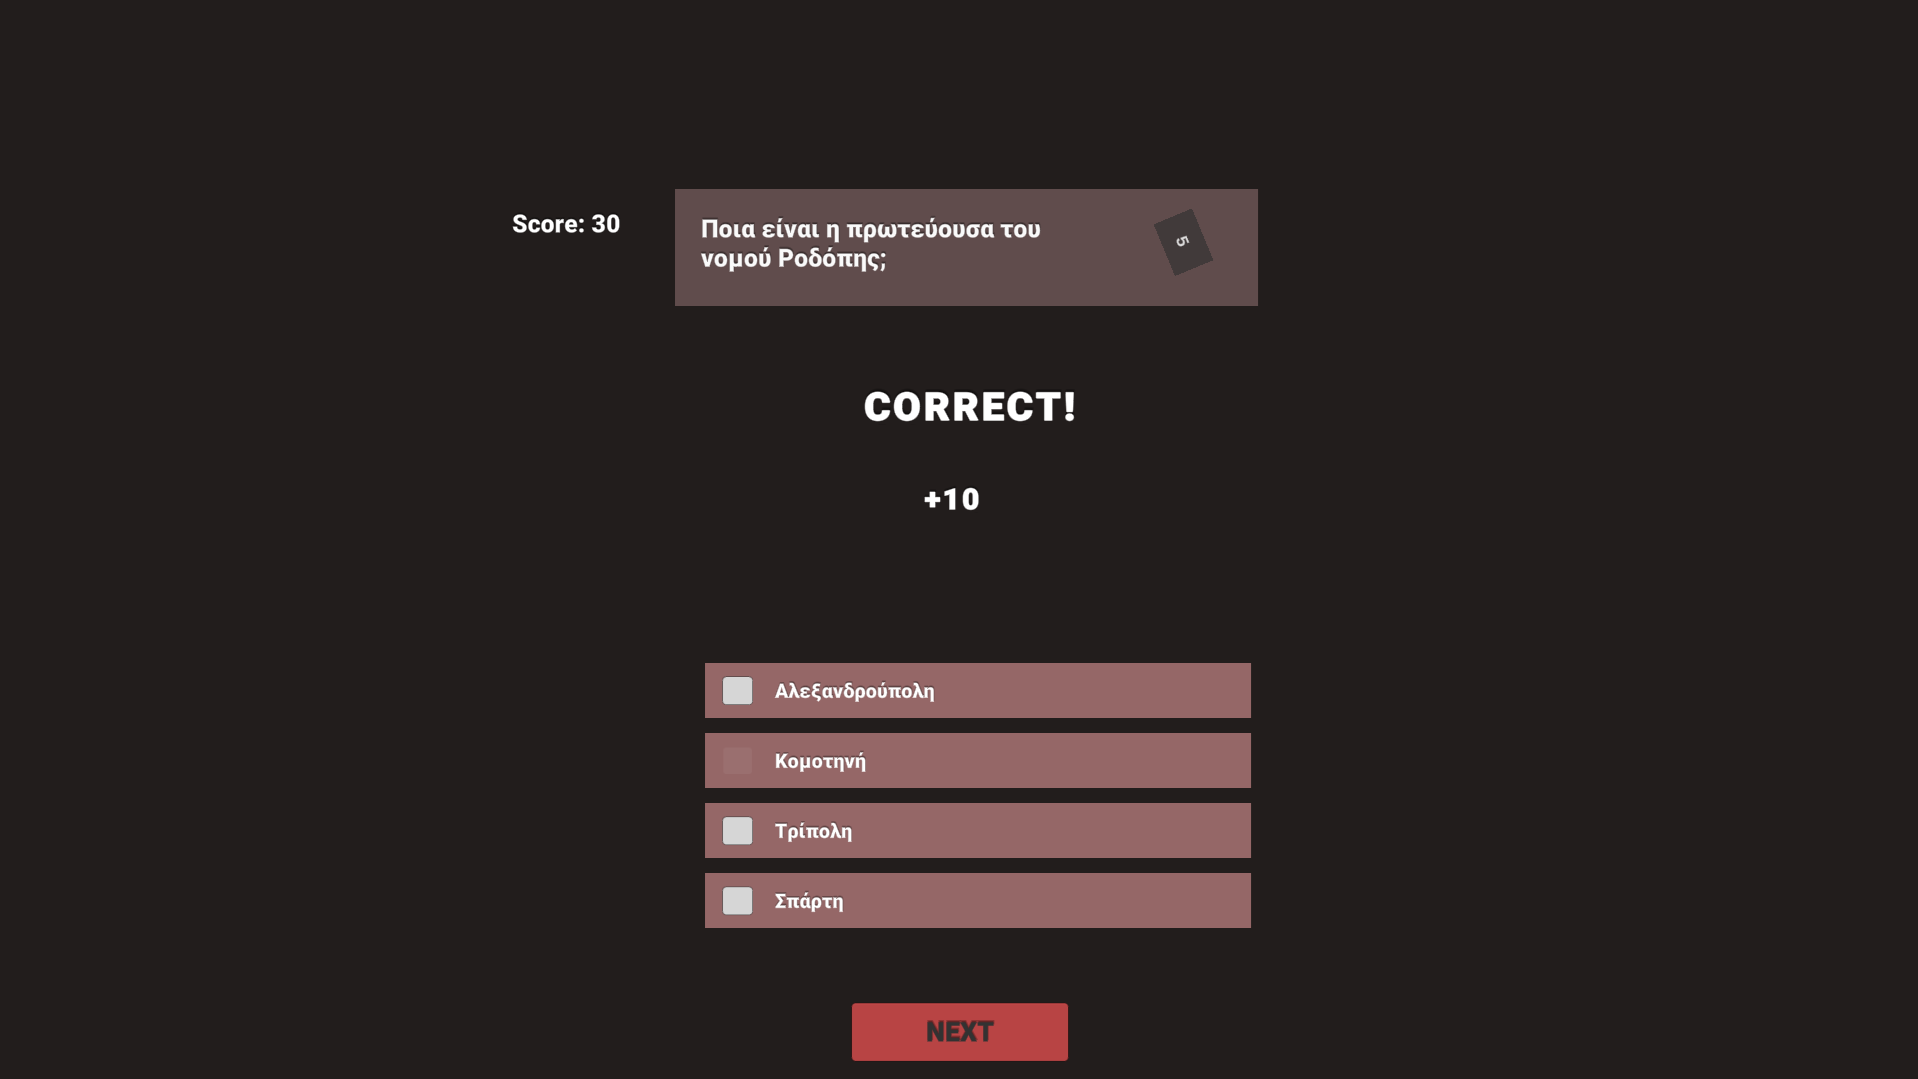 Score: 30
Ποια είναι η πρωτεύουσα του
νομού Ροδόπης;
5
CORRECT!
+10
Αλεξανδρούπολη
Κομοτηνή
Τρίπολη
Σπάρτη
NEXT